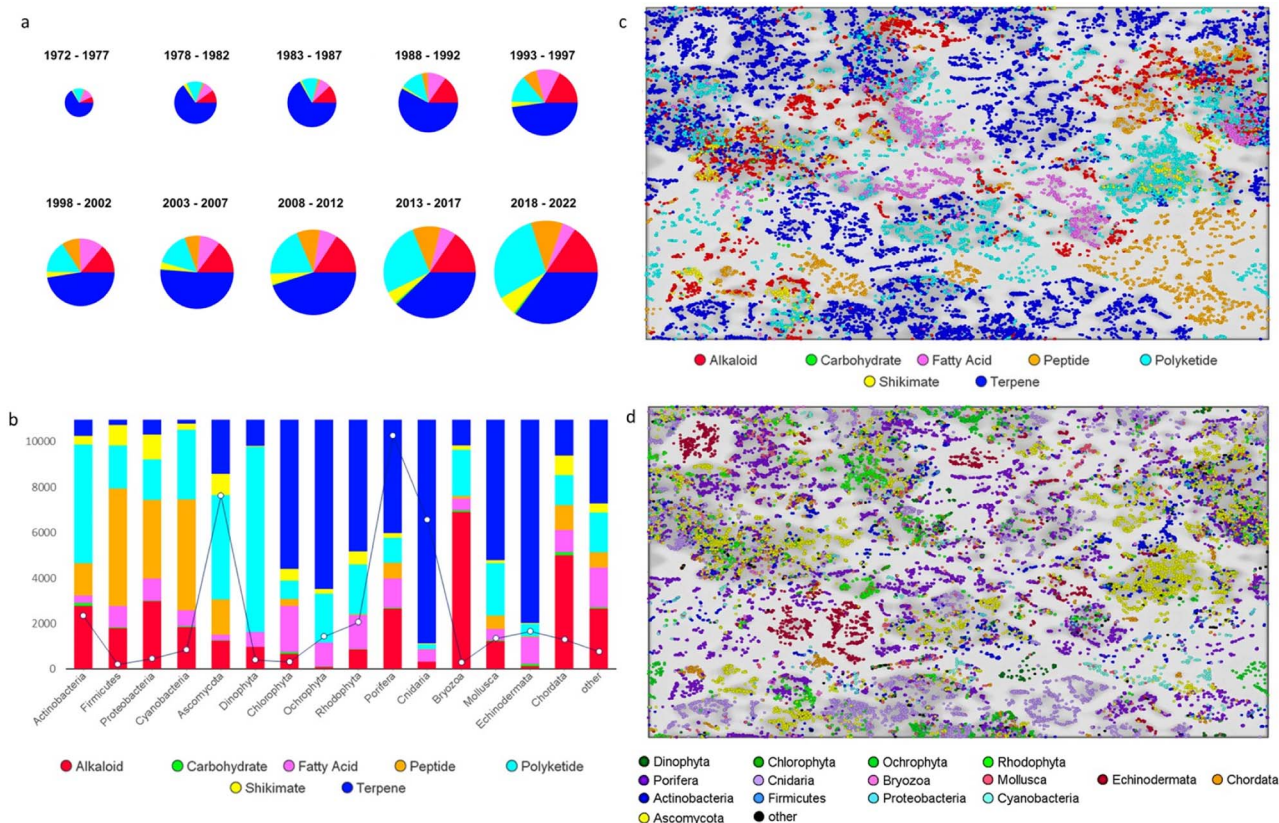 a
1972 - 1977
1978 - 1982
1983 - 1987
1988 - 1992
1993 - 1997
1998 - 2002
2003 - 2007
2008 - 2012
2013 - 2017
2018 - 2022
b
10000
8000
6000
4000
2000
0
Actinobacteria
Firmicutes
Proteobacteria
Cyanobacteria
Ascomycota
Dinophyta
Chlorophyta
Ochrophyta
Rhodophyta
Porifera
Cnidaria
Bryozoa
Mollusca
Echinodermata
Chordata
other
Alkaloid Carbohydrate Fatty Acid Peptide Polyketide
Shikimate Terpene
c
Alkaloid Carbohydrate Fatty Acid Peptide Polyketide
Shikimate Terpene
d
Dinophyta Chlorophyta Ochrophyta Rhodophyta
Porifera Cnidaria Bryozoa Mollusca Echinodermata Chordata
Actinobacteria Firmicutes Proteobacteria Cyanobacteria
Ascomycota other